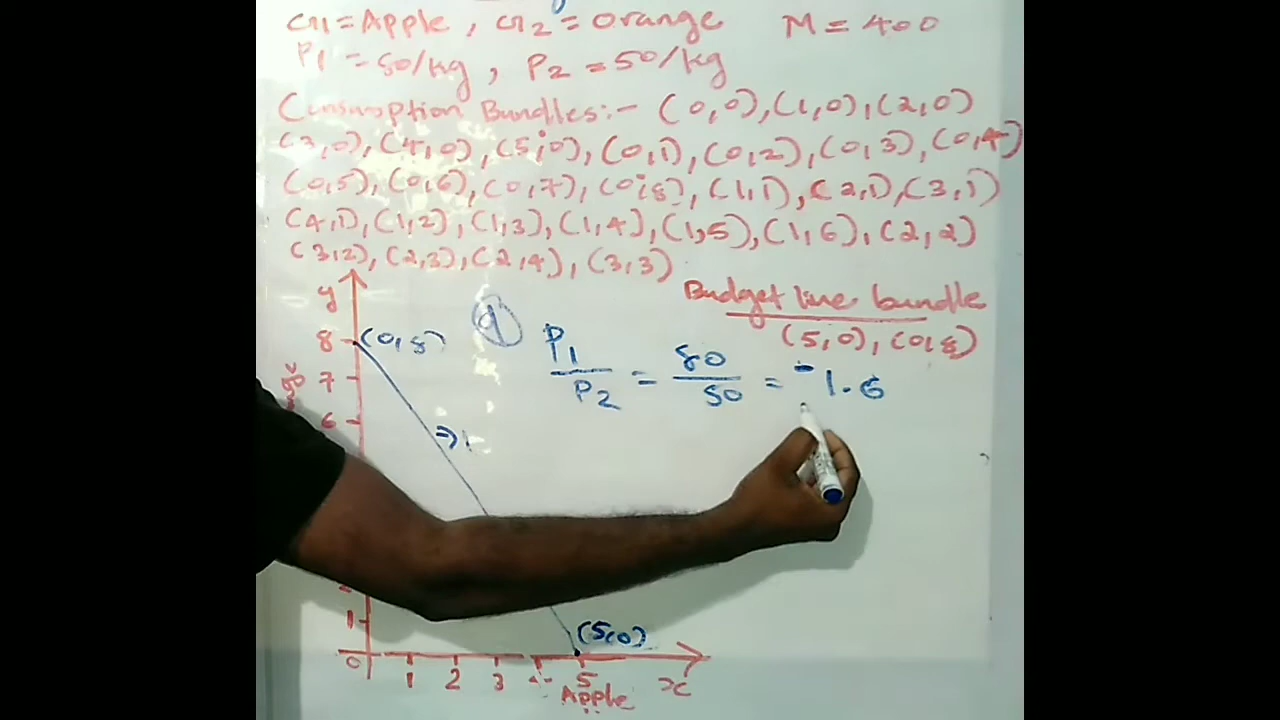 G1=Apple, G2=orange M=400
P1=80/kg, P2=50/kg
Consumption Bundles:- (0,0),(1,0),(2,0)
(3,0),(4,0),(5,0),(0,1),(0,2),(0,3),(0,4)
(0,5),(0,6),(0,7),(0,8),(1,1),(2,1),(3,1)
(4,1),(1,2),(1,3),(1,4),(1,5),(1,6),(2,2)
(3,2),(2,3),(2,4),(3,3)
Budget line bundle
(5,0),(0,8)
y
8 (0,8)
7
6
P1/P2 = 80/50 = -1.6
1
(5,0)
0 1 2 3 5 x
Apple